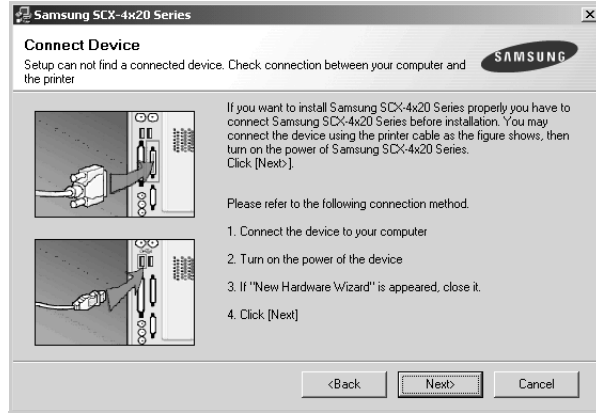 Samsung SCX-4x20 Series
Connect Device
Setup can not find a connected device. Check connection between your computer and
the printer
SAMSUNG
If you want to install Samsung SCX-4x20 Series properly you have to
connect Samsung SCX-4x20 Series before installation. You may
connect the device using the printer cable as the figure shows, then
turn on the power of Samsung SCX-4x20 Series.
Click [Next>].
Please refer to the following connection method.
1. Connect the device to your computer
2. Turn on the power of the device
3. If "New Hardware Wizard" is appeared, close it.
4. Click [Next]
<Back
Next>
Cancel